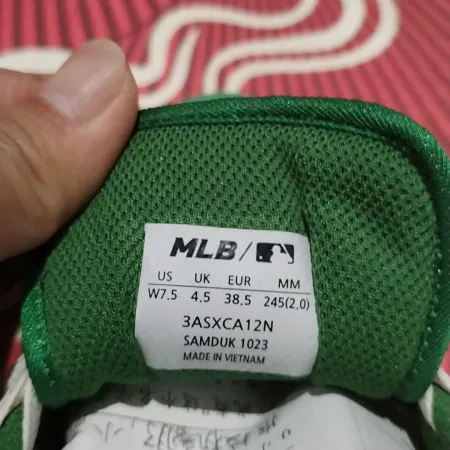 MLB
US UK EUR MM
W7.5 4.5 38.5 245(2.0)
3ASXCA12N
SAMDUK 1023
MADE IN VIETNAM